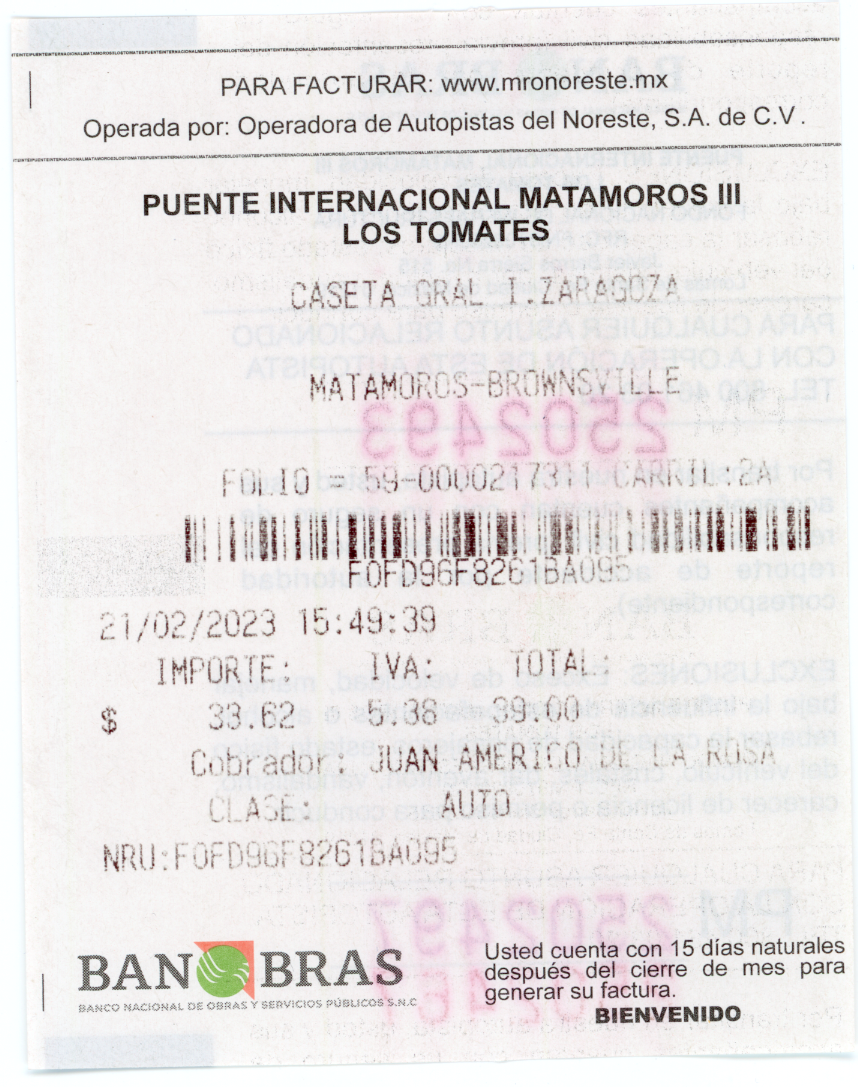 PARA FACTURAR: www.mronoreste.mx
Operada por: Operadora de Autopistas del Noreste, S.A. de C.V.
PUENTE INTERNACIONAL MATAMOROS III
LOS TOMATES
CASETA GRAL I.ZARAGOZA
MATAMOROS-BROWNSVILLE
2502493
FOLIO = 59-000021731-1 CARRIL:2A
F0FD96F8261BA095
21/02/2023 15:49:39
IMPORTE: IVA: TOTAL:
$ 33.62 5.38 39.00
Cobrador: JUAN AMERICO DE LA ROSA
CLASE: AUTO
NRU:F0FD96F8261BA095
2502497
BANOBRAS
BANCO NACIONAL DE OBRAS Y SERVICIOS PÚBLICOS S.N.C
Usted cuenta con 15 días naturales
después del cierre de mes para
generar su factura.
BIENVENIDO